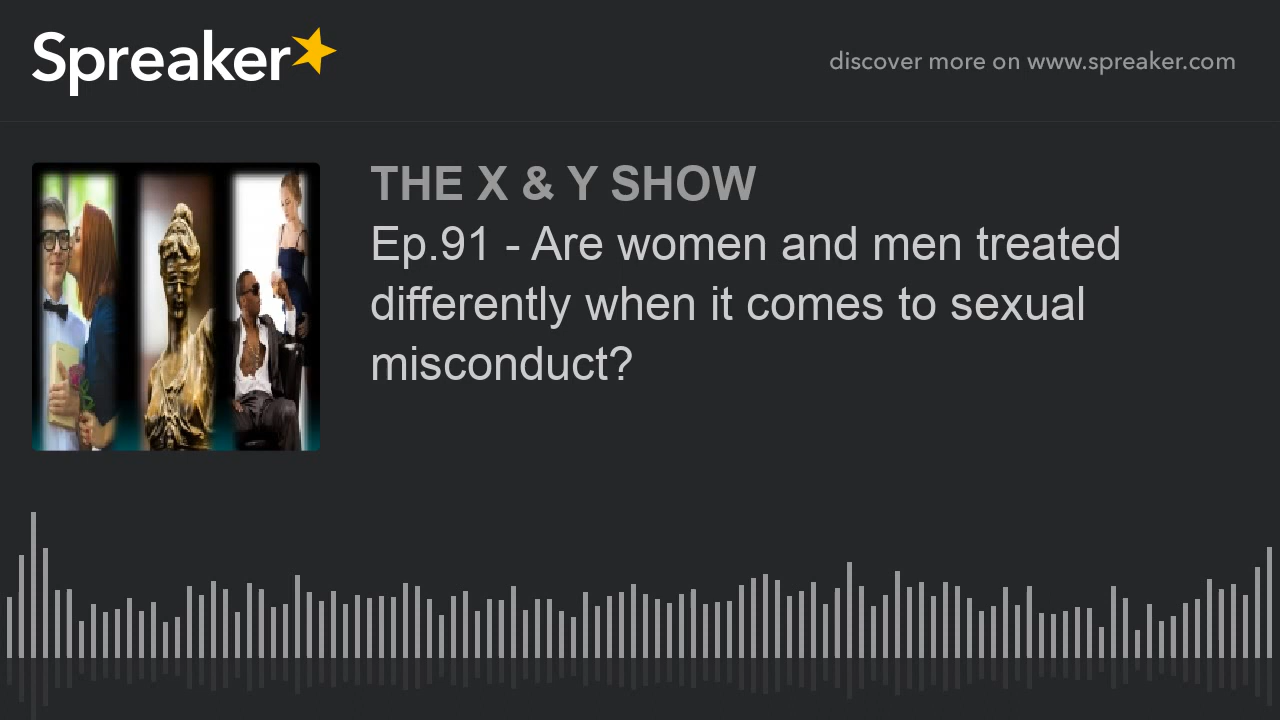 Spreaker
discover more on www.spreaker.com
THE X & Y SHOW
Ep.91 - Are women and men treated
differently when it comes to sexual
misconduct?